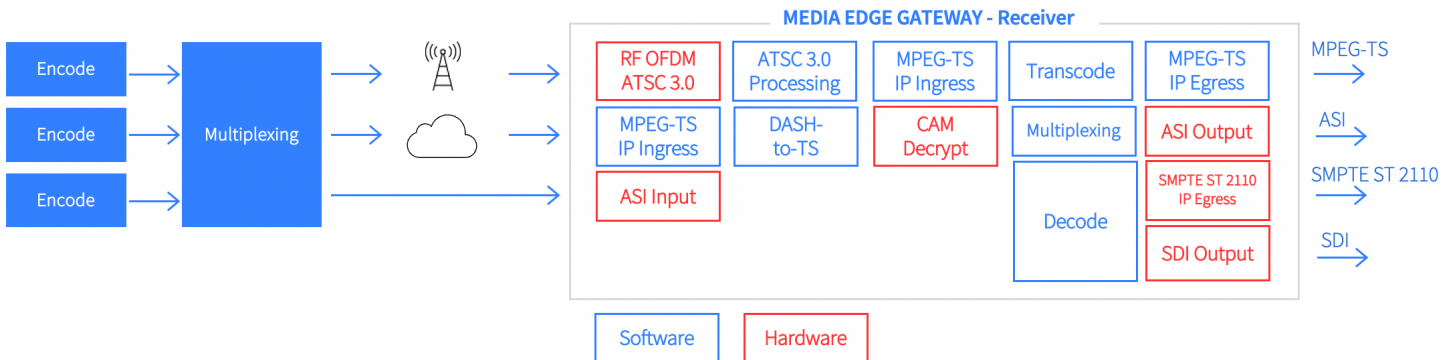 MEDIA EDGE GATEWAY - Receiver
Encode
Encode
Encode
Multiplexing
RF OFDM
ATSC 3.0
ATSC 3.0
Processing
MPEG-TS
IP Ingress
Transcode
MPEG-TS
IP Egress
MPEG-TS
MPEG-TS
IP Ingress
DASH-
to-TS
CAM
Decrypt
Multiplexing
ASI Output
ASI
ASI Input
Decode
SMPTE ST 2110
IP Egress
SMPTE ST 2110
SDI Output
SDI
Software
Hardware